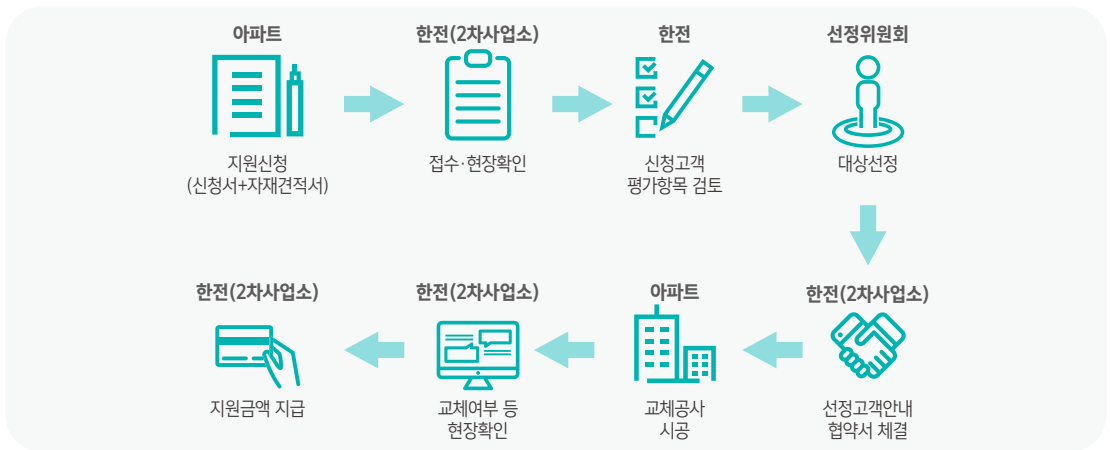 아파트
지원신청
(신청서+자재견적서)
한전(2차사업소)
접수·현장확인
한전
신청고객
평가항목 검토
선정위원회
대상선정
한전(2차사업소)
선정고객안내
협약서 체결
아파트
교체공사
시공
한전(2차사업소)
교체여부 등
현장확인
한전(2차사업소)
지원금액 지급